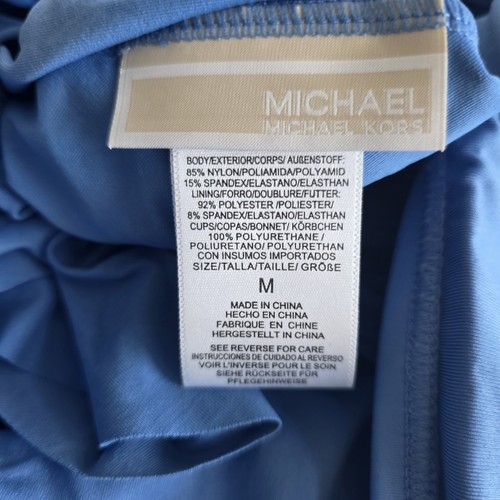 MICHAEL
MICHAEL KORS
BODY/EXTERIOR/CORPS/ AUßENSTOFF:
85% NYLON/POLIAMIDA/POLYAMID
15% SPANDEX/ELASTANO/ELASTHAN
LINING/FORRO/DOUBLURE/FUTTER:
92% POLYESTER /POLIESTER/
8% SPANDEX/ELASTANO/ELASTHAN
CUPS/COPAS/BONNET/ KÖRBCHEN
100% POLYURETHANE /
POLIURETANO/ POLYURETHAN
CON INSUMOS IMPORTADOS
SIZE/TALLA/TAILLE/ GRÖßE
M
MADE IN CHINA
HECHO EN CHINA
FABRIQUE EN CHINE
HERGESTELLT IN CHINA
SEE REVERSE FOR CARE
INSTRUCCIONES DE CUIDADO AL REVERSO
VOIR L'INVERSE POUR LE SOIN
SIEHE RÜCKSEITE FÜR
PFLEGEHINWEISE